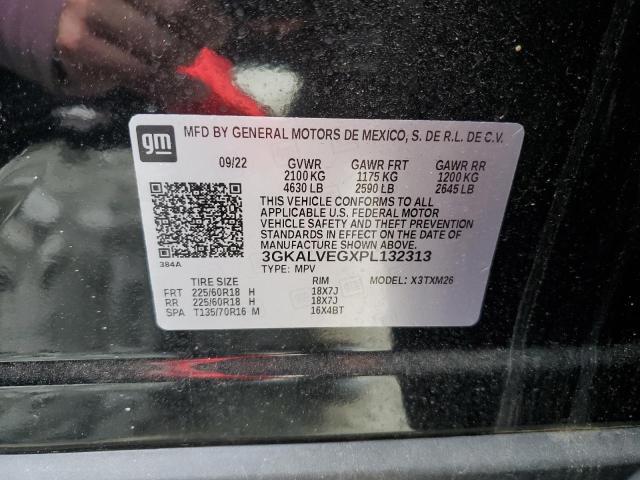 gm MFD BY GENERAL MOTORS DE MEXICO, S. DE R.L. DE C.V.
09/22 GVWR GAWR FRT GAWR RR
2100 KG 1175 KG 1200 KG
4630 LB 2590 LB 2645 LB
THIS VEHICLE CONFORMS TO ALL
APPLICABLE U.S. FEDERAL MOTOR
VEHICLE SAFETY AND THEFT PREVENTION
STANDARDS IN EFFECT ON THE DATE OF
MANUFACTURE SHOWN ABOVE.
384A 3GKALVEGXPL132313
TYPE: MPV
TIRE SIZE RIM MODEL: X3TXM26
FRT 225/60R18 H 18X7J
RR 225/60R18 H 18X7J
SPA T135/70R16 M 16X4BT